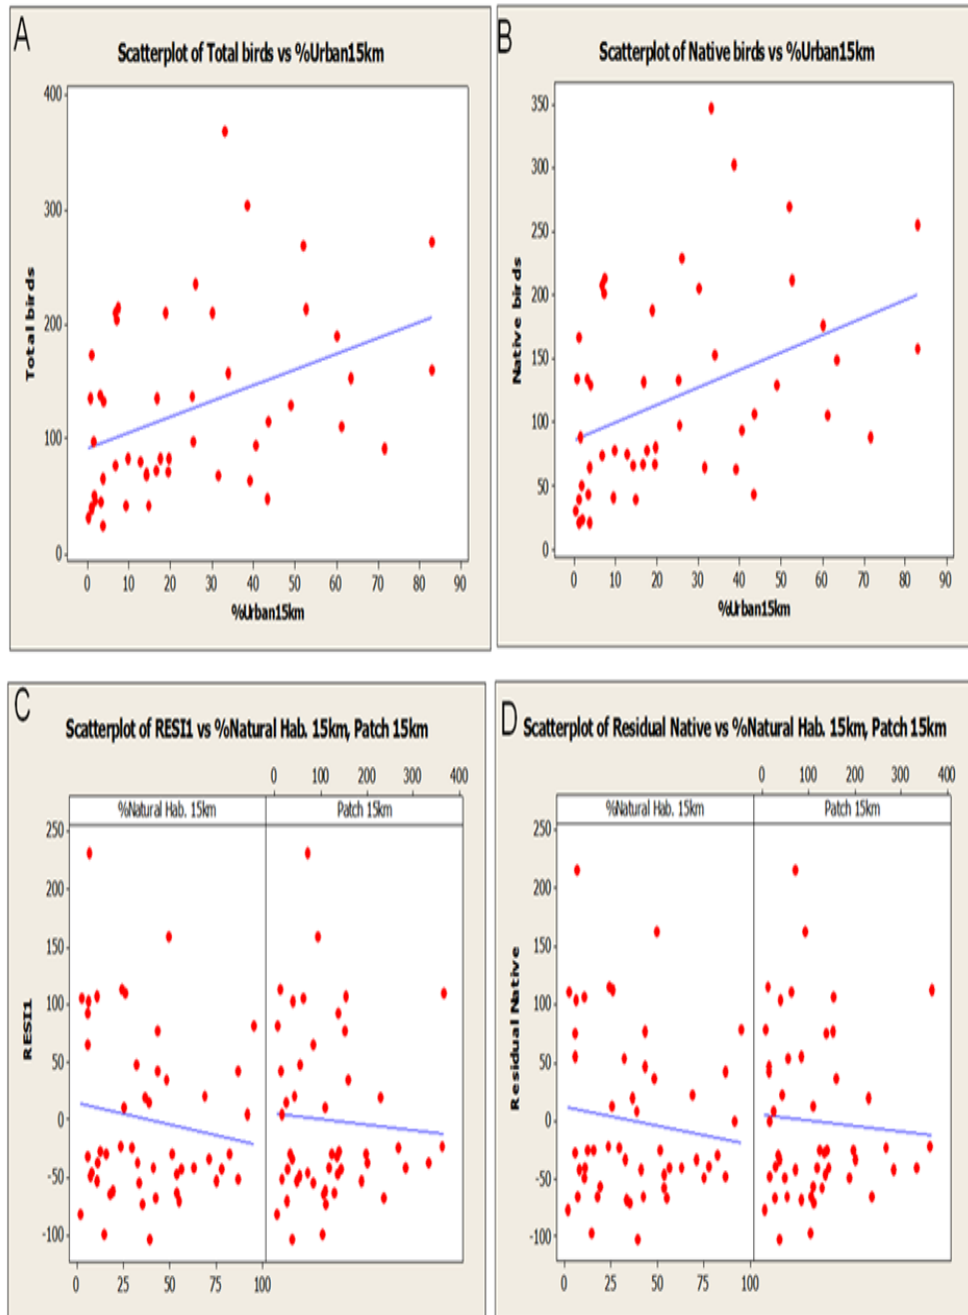 A
Scatterplot of Total birds vs %Urban15km
400
300
200
100
0
Total birds
0 10 20 30 40 50 60 70 80 90
%Urban15km
B
Scatterplot of Native birds vs %Urban15km
350
300
250
200
150
100
50
0
Native birds
0 10 20 30 40 50 60 70 80 90
%Urban15km
C
Scatterplot of RESI1 vs %Natural Hab. 15km, Patch 15km
0 100 200 300 400
%Natural Hab. 15km Patch 15km
250
200
150
100
50
0
-50
-100
RESI1
0 25 50 75 100
D
Scatterplot of Residual Native vs %Natural Hab. 15km, Patch 15km
0 100 200 300 400
%Natural Hab. 15km Patch 15km
250
200
150
100
50
0
-50
-100
Residual Native
0 25 50 75 100